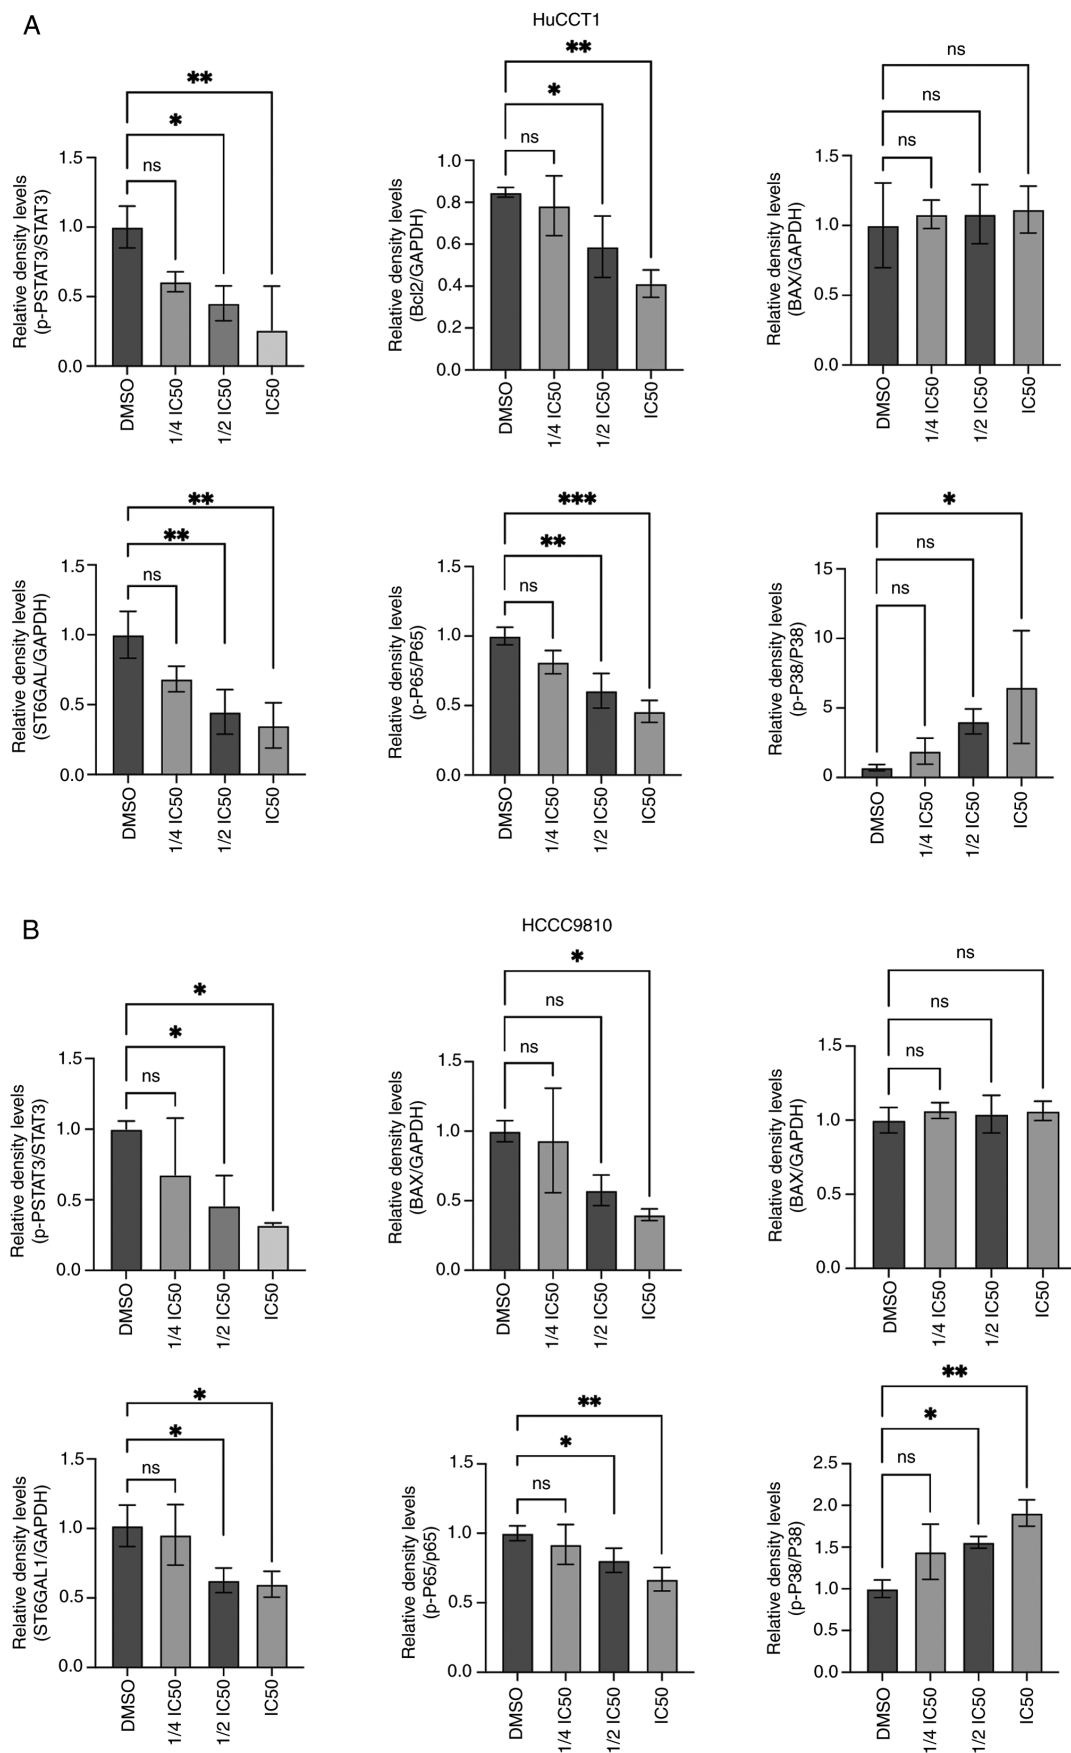 A
HuCCT1
**
*
ns
Relative density levels
(p-PSTAT3/STAT3)
1.5
1.0
0.5
0.0
DMSO
1/4 IC50
1/2 IC50
IC50
**
*
ns
Relative density levels
(Bcl2/GAPDH)
1.0
0.8
0.6
0.4
0.2
0.0
DMSO
1/4 IC50
1/2 IC50
IC50
ns
ns
ns
Relative density levels
(BAX/GAPDH)
1.5
1.0
0.5
0.0
DMSO
1/4 IC50
1/2 IC50
IC50
**
**
ns
Relative density levels
(ST6GAL/GAPDH)
1.5
1.0
0.5
0.0
DMSO
1/4 IC50
1/2 IC50
IC50
***
**
ns
Relative density levels
(p-P65/P65)
1.5
1.0
0.5
0.0
DMSO
1/4 IC50
1/2 IC50
IC50
*
ns
ns
Relative density levels
(p-P38/P38)
15
10
5
0
DMSO
1/4 IC50
1/2 IC50
IC50
B
HCCC9810
*
*
ns
Relative density levels
(p-PSTAT3/STAT3)
1.5
1.0
0.5
0.0
DMSO
1/4 IC50
1/2 IC50
IC50
*
ns
ns
Relative density levels
(BAX/GAPDH)
1.5
1.0
0.5
0.0
DMSO
1/4 IC50
1/2 IC50
IC50
ns
ns
ns
Relative density levels
(BAX/GAPDH)
1.5
1.0
0.5
0.0
DMSO
1/4 IC50
1/2 IC50
IC50
*
*
ns
Relative density levels
(ST6GAL1/GAPDH)
1.5
1.0
0.5
0.0
DMSO
1/4 IC50
1/2 IC50
IC50
**
*
ns
Relative density levels
(p-P65/p65)
1.5
1.0
0.5
0.0
DMSO
1/4 IC50
1/2 IC50
IC50
**
*
ns
Relative density levels
(p-P38/P38)
2.5
2.0
1.5
1.0
0.5
0.0
DMSO
1/4 IC50
1/2 IC50
IC50